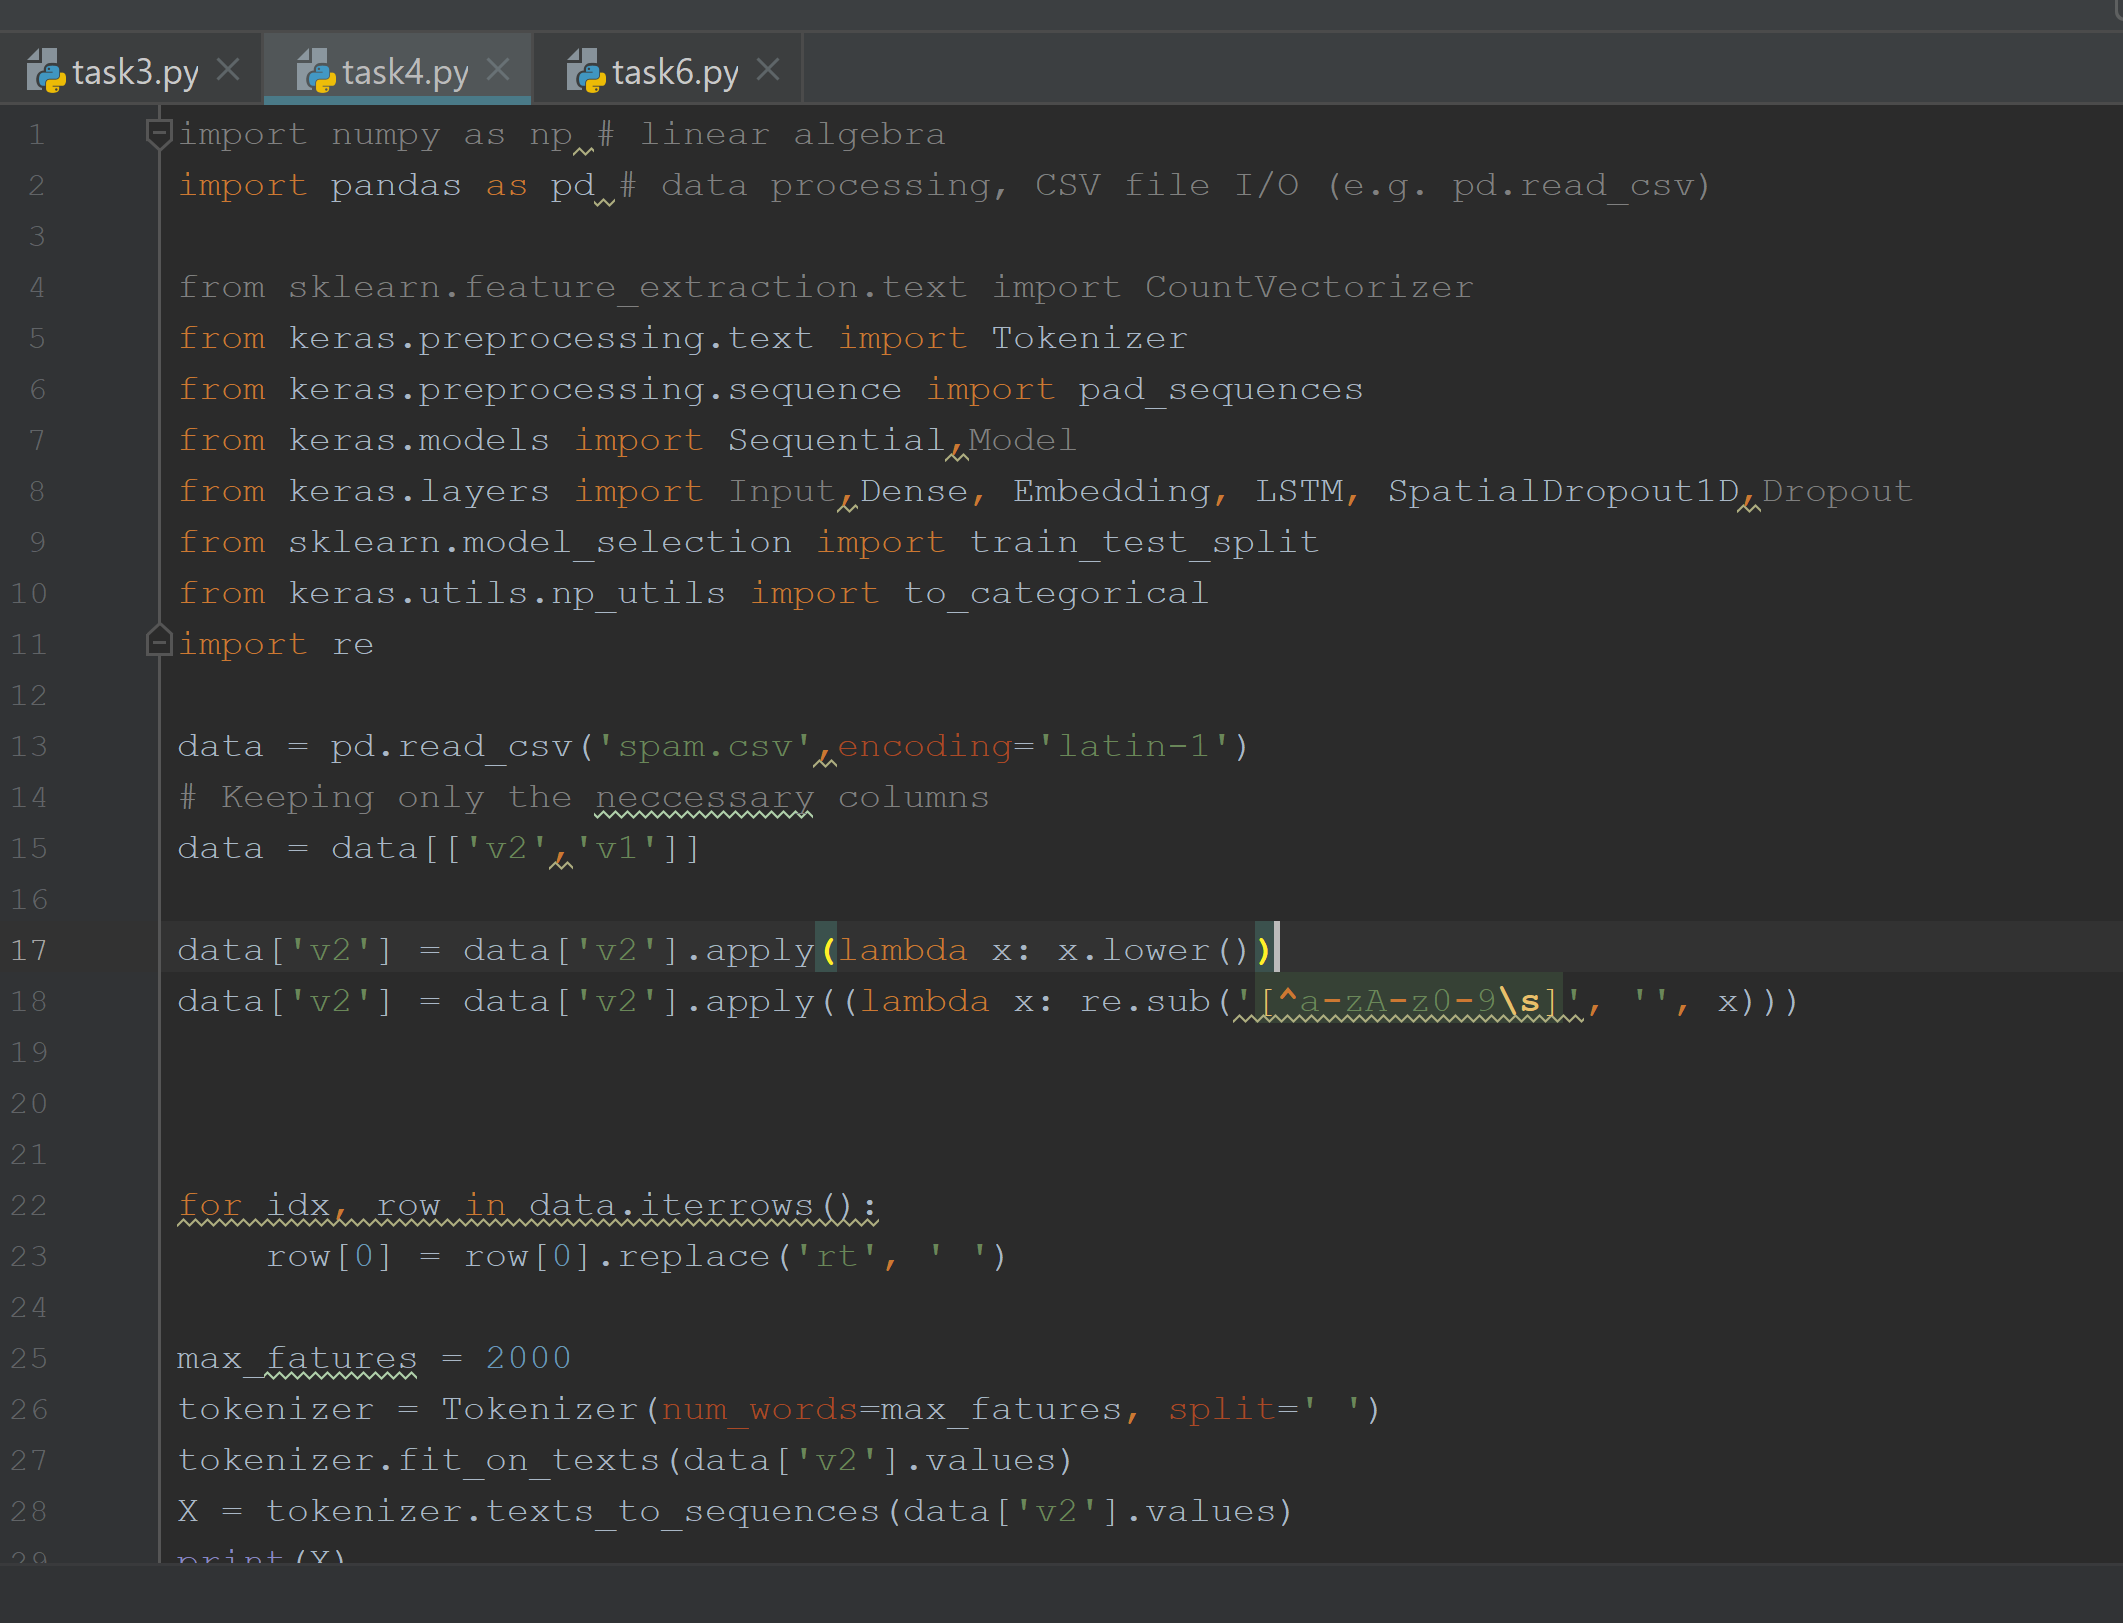 task3.py task4.py task6.py
1 import numpy as np # linear algebra
2 import pandas as pd # data processing, CSV file I/O (e.g. pd.read_csv)
3
4 from sklearn.feature_extraction.text import CountVectorizer
5 from keras.preprocessing.text import Tokenizer
6 from keras.preprocessing.sequence import pad_sequences
7 from keras.models import Sequential,Model
8 from keras.layers import Input,Dense, Embedding, LSTM, SpatialDropout1D,Dropout
9 from sklearn.model_selection import train_test_split
10 from keras.utils.np_utils import to_categorical
11 import re
12
13 data = pd.read_csv('spam.csv',encoding='latin-1')
14 # Keeping only the neccessary columns
15 data = data[['v2','v1']]
16
17 data['v2'] = data['v2'].apply(lambda x: x.lower())
18 data['v2'] = data['v2'].apply((lambda x: re.sub('[^a-zA-z0-9\s]', '', x)))
19
20
21
22 for idx, row in data.iterrows():
23     row[0] = row[0].replace('rt', ' ')
24
25 max_fatures = 2000
26 tokenizer = Tokenizer(num_words=max_fatures, split=' ')
27 tokenizer.fit_on_texts(data['v2'].values)
28 X = tokenizer.texts_to_sequences(data['v2'].values)
29 print(X)